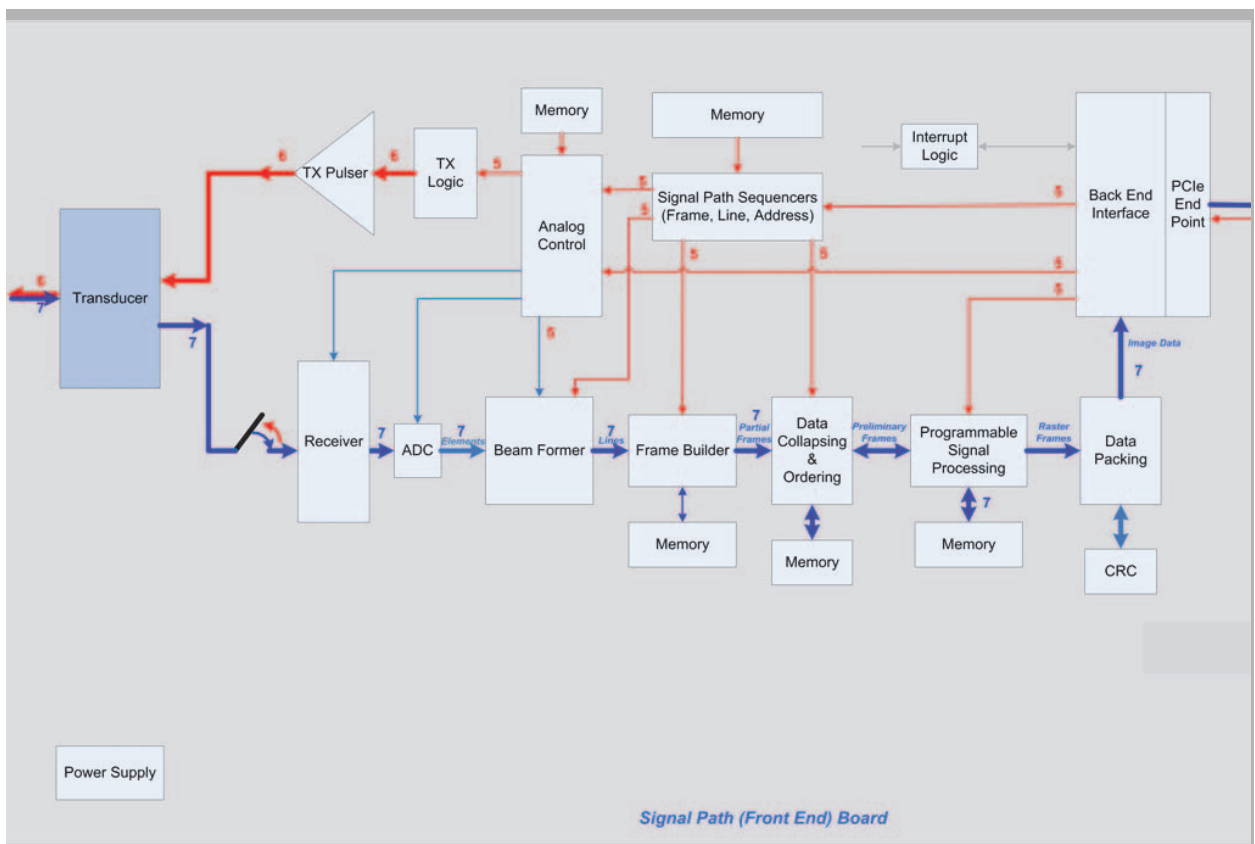 Memory
Memory
Interrupt
Logic
TX Pulser
TX
Logic
Analog
Control
Signal Path Sequencers
(Frame, Line, Address)
Back End
Interface
PCIe
End
Point
6
6
5
5
5
5
5
5
5
5
5
Transducer
6
7
7
Image Data
7
Receiver
7
ADC
7
Elements
Beam Former
7
Lines
Frame Builder
7
Partial
Frames
Data
Collapsing
&
Ordering
Preliminary
Frames
Programmable
Signal
Processing
Raster
Frames
Data
Packing
7
Memory
Memory
Memory
CRC
Power Supply
Signal Path (Front End) Board